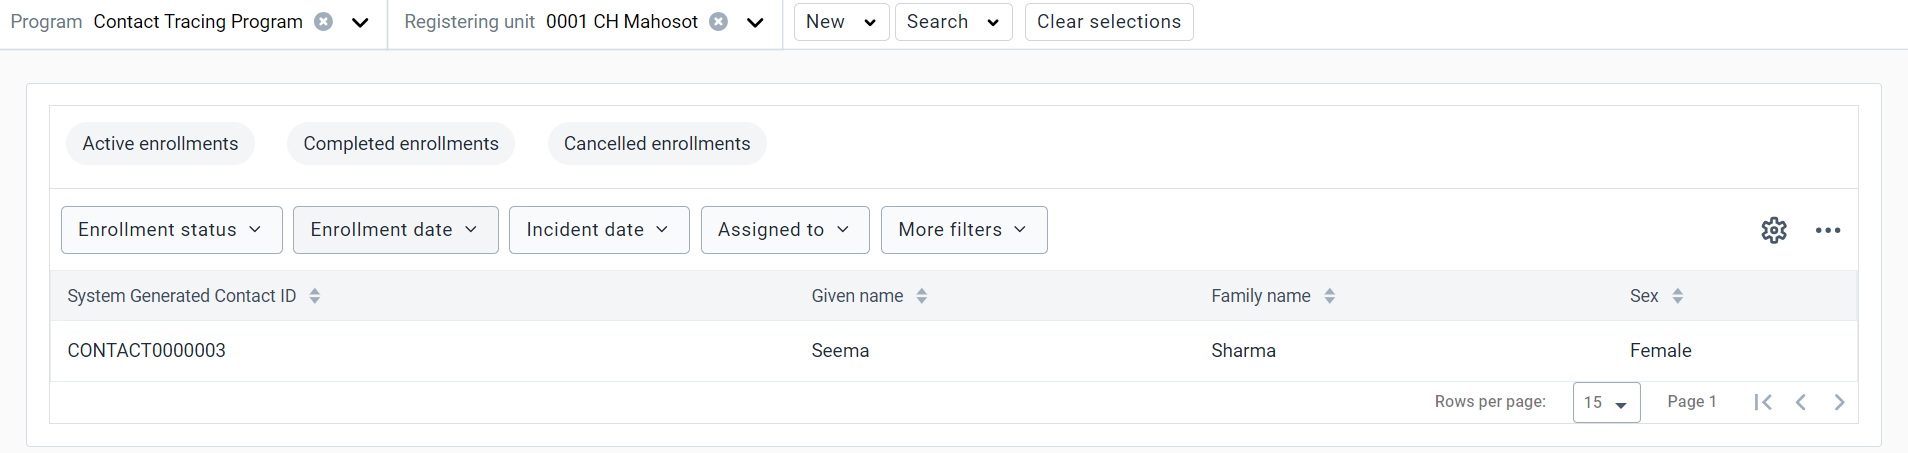 Program Contact Tracing Program Registering unit 0001 CH Mahosot New Search Clear selections
Active enrollments Completed enrollments Cancelled enrollments
Enrollment status Enrollment date Incident date Assigned to More filters
System Generated Contact ID Given name Family name Sex
CONTACT0000003 Seema Sharma Female
Rows per page: 15 Page 1